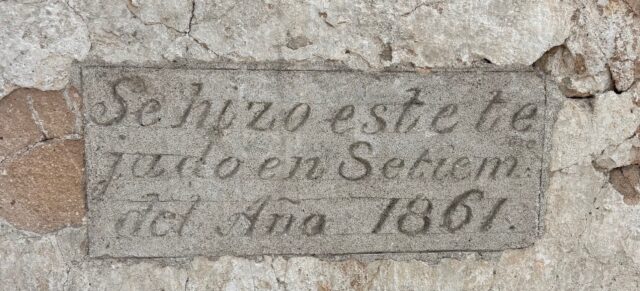 Se hizo este te
jado en Setiem.
del Año 1861.